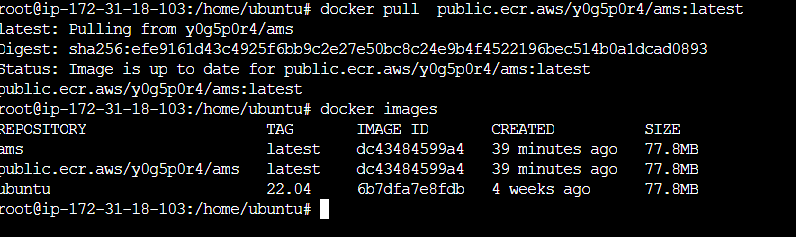 root@ip-172-31-18-103:/home/ubuntu# docker pull  public.ecr.aws/y0g5p0r4/ams:latest
latest: Pulling from y0g5p0r4/ams
Digest: sha256:efe9161d43c4925f6bb9c2e27e50bc8c24e9b4f4522196bec514b0a1dcad0893
Status: Image is up to date for public.ecr.aws/y0g5p0r4/ams:latest
public.ecr.aws/y0g5p0r4/ams:latest
root@ip-172-31-18-103:/home/ubuntu# docker images
REPOSITORY                    TAG       IMAGE ID       CREATED          SIZE
ams                           latest    dc43484599a4   39 minutes ago   77.8MB
public.ecr.aws/y0g5p0r4/ams   latest    dc43484599a4   39 minutes ago   77.8MB
ubuntu                        22.04     6b7dfa7e8fdb   4 weeks ago      77.8MB
root@ip-172-31-18-103:/home/ubuntu#